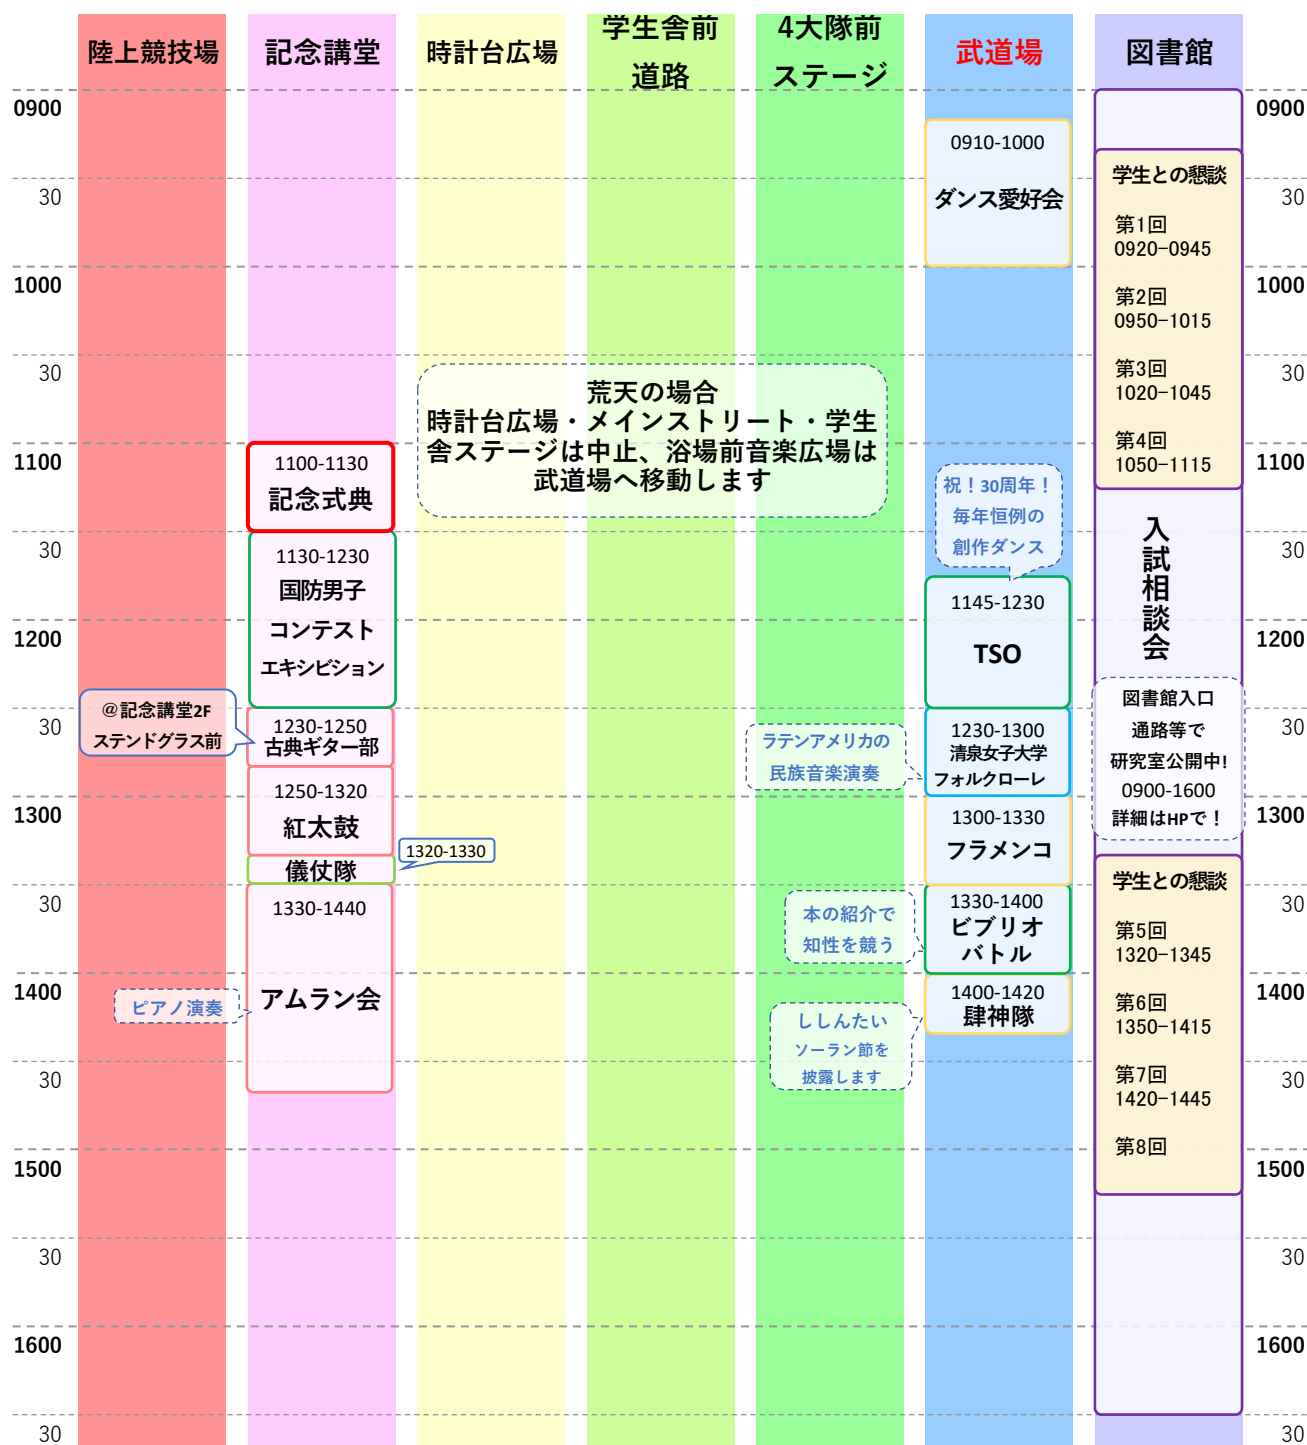 陸上競技場
記念講堂
時計台広場
学生舎前
道路
4大隊前
ステージ
武道場
図書館
0900
30
1000
30
1100
30
1200
30
1300
30
1400
30
1500
30
1600
30
1100-1130
記念式典
1130-1230
国防男子
コンテスト
エキシビション
@記念講堂2F
ステンドグラス前
1230-1250
古典ギター部
1250-1320
紅太鼓
儀仗隊
1320-1330
1330-1440
アムラン会
ピアノ演奏
荒天の場合
時計台広場・メインストリート・学生
舎ステージは中止、浴場前音楽広場は
武道場へ移動します
0910-1000
ダンス愛好会
祝！30周年！
毎年恒例の
創作ダンス
1145-1230
TSO
ラテンアメリカの
民族音楽演奏
1230-1300
清泉女子大学
フォルクローレ
1300-1330
フラメンコ
本の紹介で
知性を競う
1330-1400
ビブリオ
バトル
ししんたい
ソーラン節を
披露します
1400-1420
肆神隊
学生との懇談
第1回
0920-0945
第2回
0950-1015
第3回
1020-1045
第4回
1050-1115
入試相談会
図書館入口
通路等で
研究室公開中!
0900-1600
詳細はHPで！
学生との懇談
第5回
1320-1345
第6回
1350-1415
第7回
1420-1445
第8回
0900
30
1000
30
1100
30
1200
30
1300
30
1400
30
1500
30
1600
30